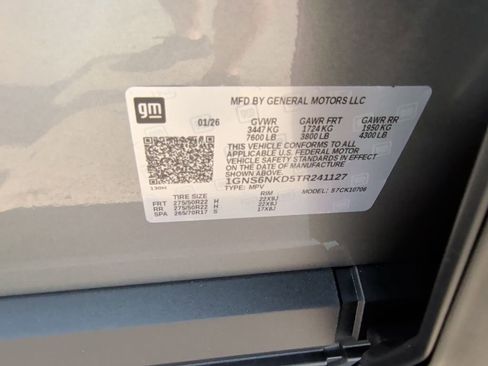 gm
MFD BY GENERAL MOTORS LLC
01/26 GVWR GAWR FRT GAWR RR
3447 KG 1724 KG 1950 KG
7600 LB 3800 LB 4300 LB
THIS VEHICLE CONFORMS TO ALL
APPLICABLE U.S. FEDERAL MOTOR
VEHICLE SAFETY STANDARDS IN EFFECT
ON THE DATE OF MANUFACTURE
SHOWN ABOVE.
1GNS6NKD5TR241127
TYPE: MPV MODEL: S7CK10706
TIRE SIZE RIM
FRT 275/50R22 H 22X9J
RR 275/50R22 H 22X9J
SPA 265/70R17 S 17X8J